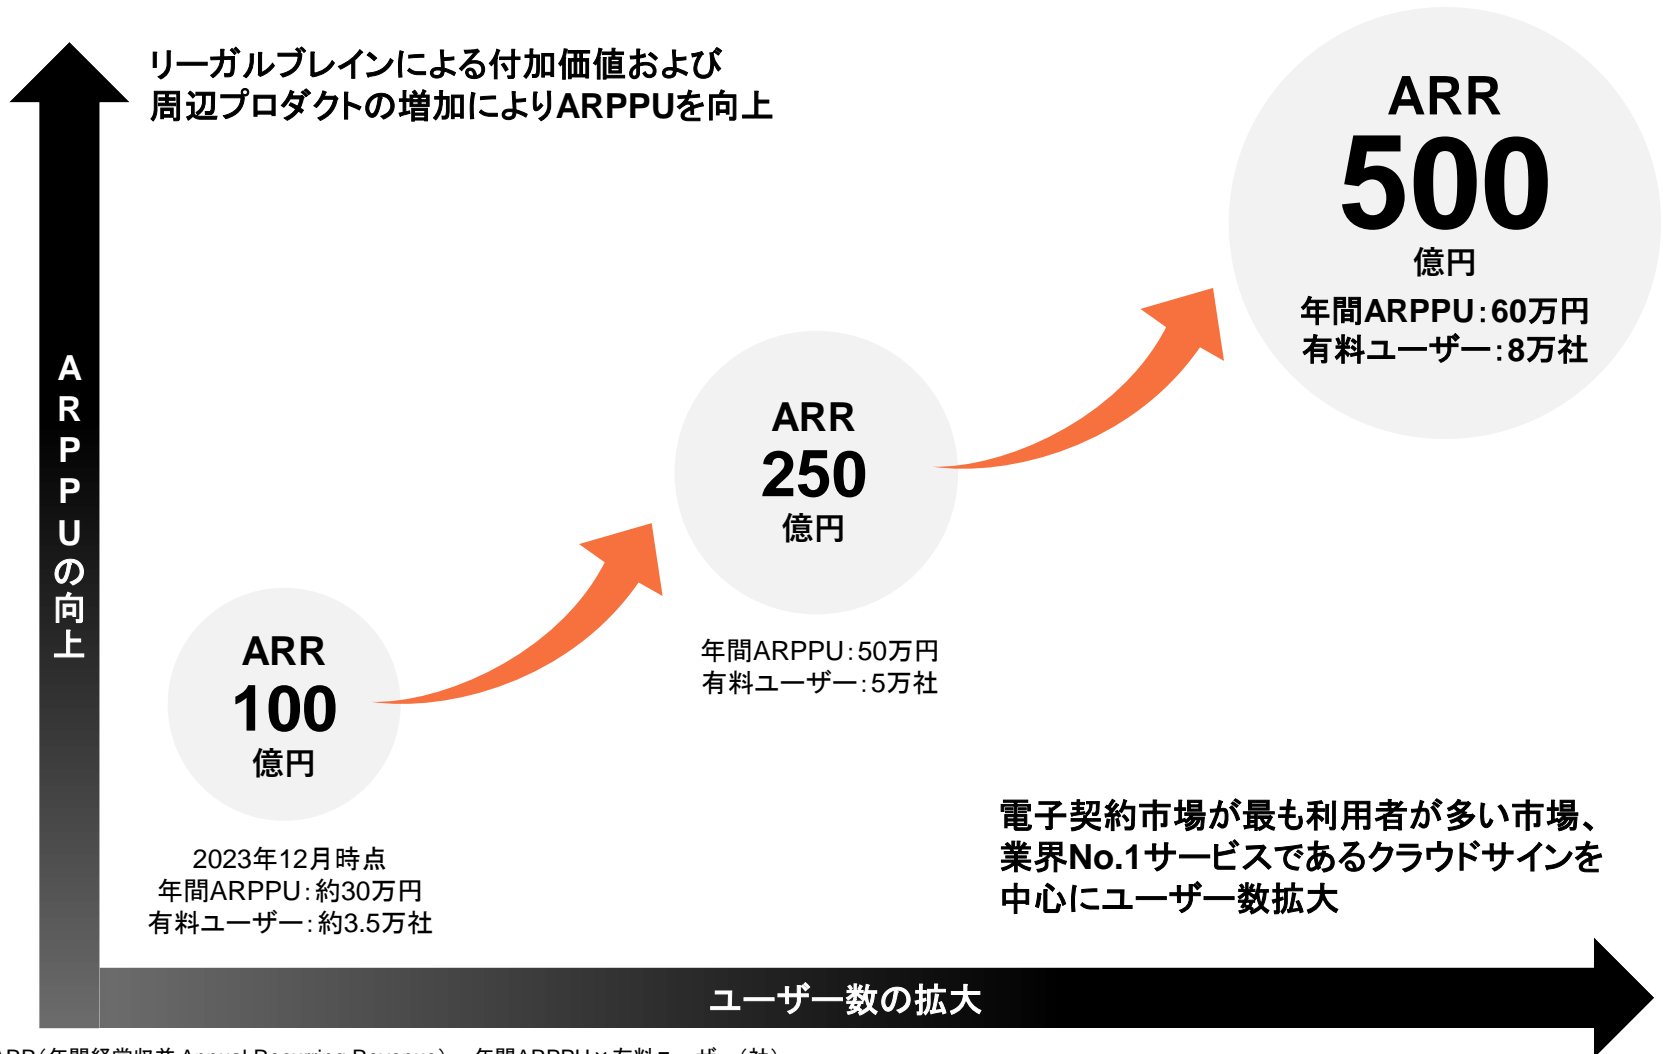 リーガルブレインによる付加価値および
周辺プロダクトの増加によりARPPUを向上
ARR
500
億円
年間ARPPU：60万円
有料ユーザー：8万社
ARPPUの向上
ARR
250
億円
年間ARPPU：50万円
有料ユーザー：5万社
ARR
100
億円
2023年12月時点
年間ARPPU：約30万円
有料ユーザー：約3.5万社
電子契約市場が最も利用者が多い市場、
業界No.1サービスであるクラウドサインを
中心にユーザー数拡大
ユーザー数の拡大